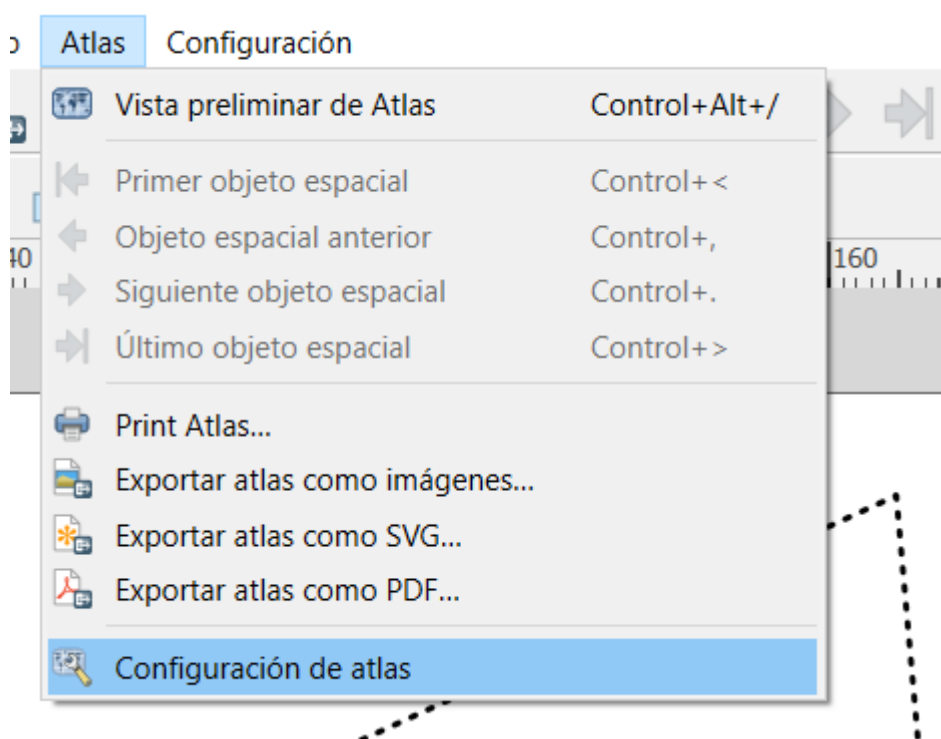 Atlas Configuración
Vista preliminar de Atlas Control+Alt+/
Primer objeto espacial Control+<
Objeto espacial anterior Control+,
40
160
Siguiente objeto espacial Control+.
Último objeto espacial Control+>
Print Atlas...
Exportar atlas como imágenes...
Exportar atlas como SVG...
Exportar atlas como PDF...
Configuración de atlas